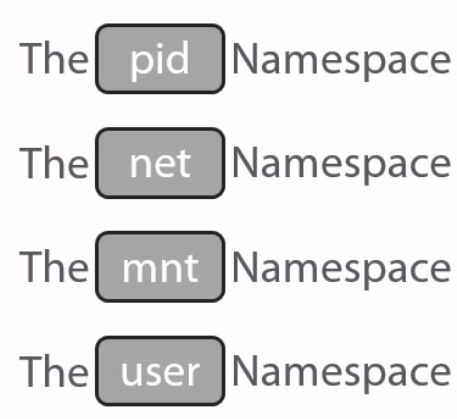 The pid Namespace
The net Namespace
The mnt Namespace
The user Namespace